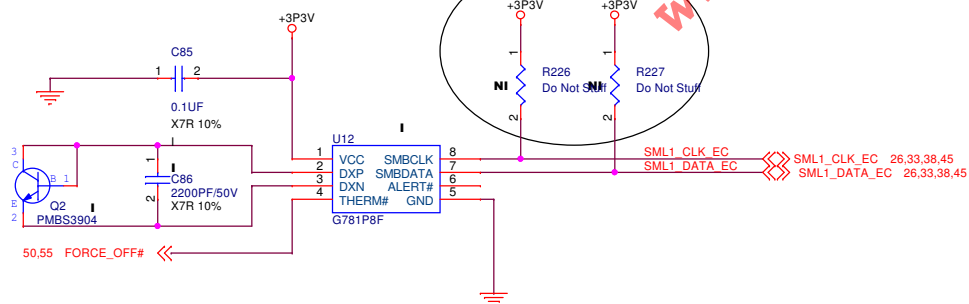 +3P3V
+3P3V
+3P3V
C85
1
2
0.1UF
X7R 10%
I
1
1
NI
R226
Do Not Stuff
NI
R227
Do Not Stuff
2
2
I
U12
1
VCC
SMBCLK
8
SML1_CLK_EC
SML1_CLK_EC 26,33,38,45
2
DXP
SMBDATA
7
SML1_DATA_EC
SML1_DATA_EC 26,33,38,45
3
DXN
ALERT#
6
4
THERM#
GND
5
G781P8F
3
C
B
1
E
2
Q2
I
PMBS3904
1
I
C86
2200PF/50V
2
X7R 10%
50,55 FORCE_OFF#